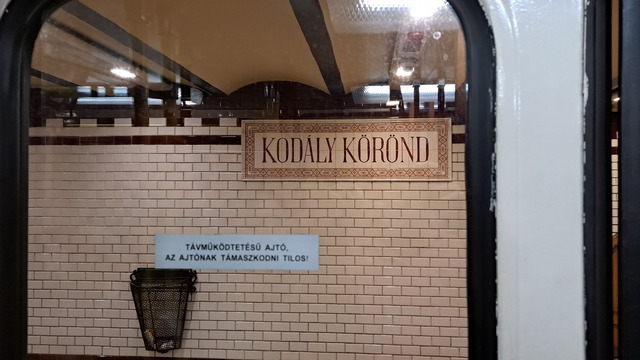 KODÁLY KÖRÖND
TÁVMŰKÖDTETÉSŰ AJTÓ,
AZ AJTÓNAK TÁMASZKODNI TILOS!